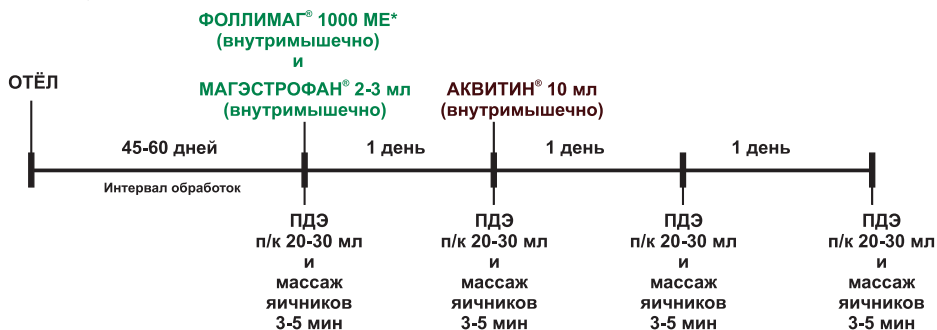 ФОЛЛИМАГ® 1000 МЕ*
(внутримышечно)
и
МАГЭСТРОФАН® 2-3 мл
(внутримышечно)
ОТЁЛ
АКВИТИН® 10 мл
(внутримышечно)
45-60 дней
1 день
1 день
1 день
Интервал обработок
ПДЭ
п/к 20-30 мл
и
массаж
яичников
3-5 мин
ПДЭ
п/к 20-30 мл
и
массаж
яичников
3-5 мин
ПДЭ
п/к 20-30 мл
и
массаж
яичников
3-5 мин
ПДЭ
п/к 20-30 мл
и
массаж
яичников
3-5 мин